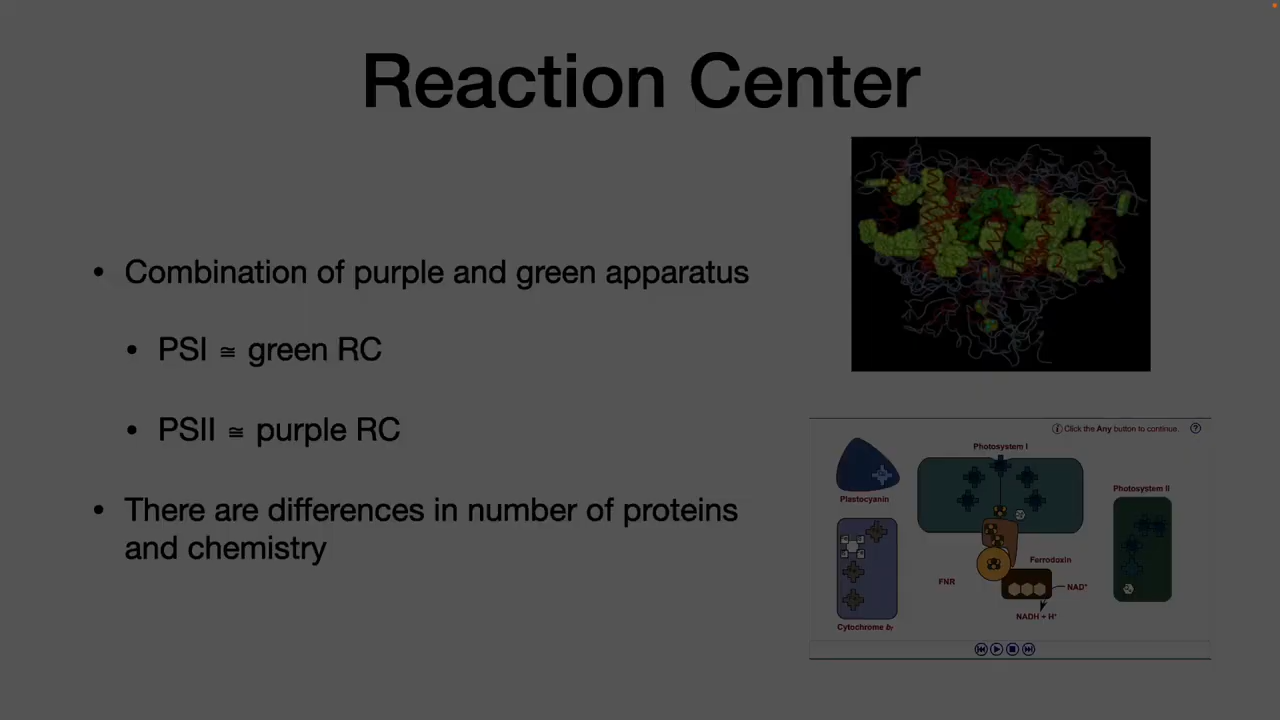 Reaction Center
• Combination of purple and green apparatus
• PSI ≅ green RC
• PSII ≅ purple RC
• There are differences in number of proteins
and chemistry
Click the Any button to continue.
Photosystem I
Plastocyanin
Photosystem II
Ferrodoxin
FNR
NAD⁺
NADH + H⁺
Cytochrome bf